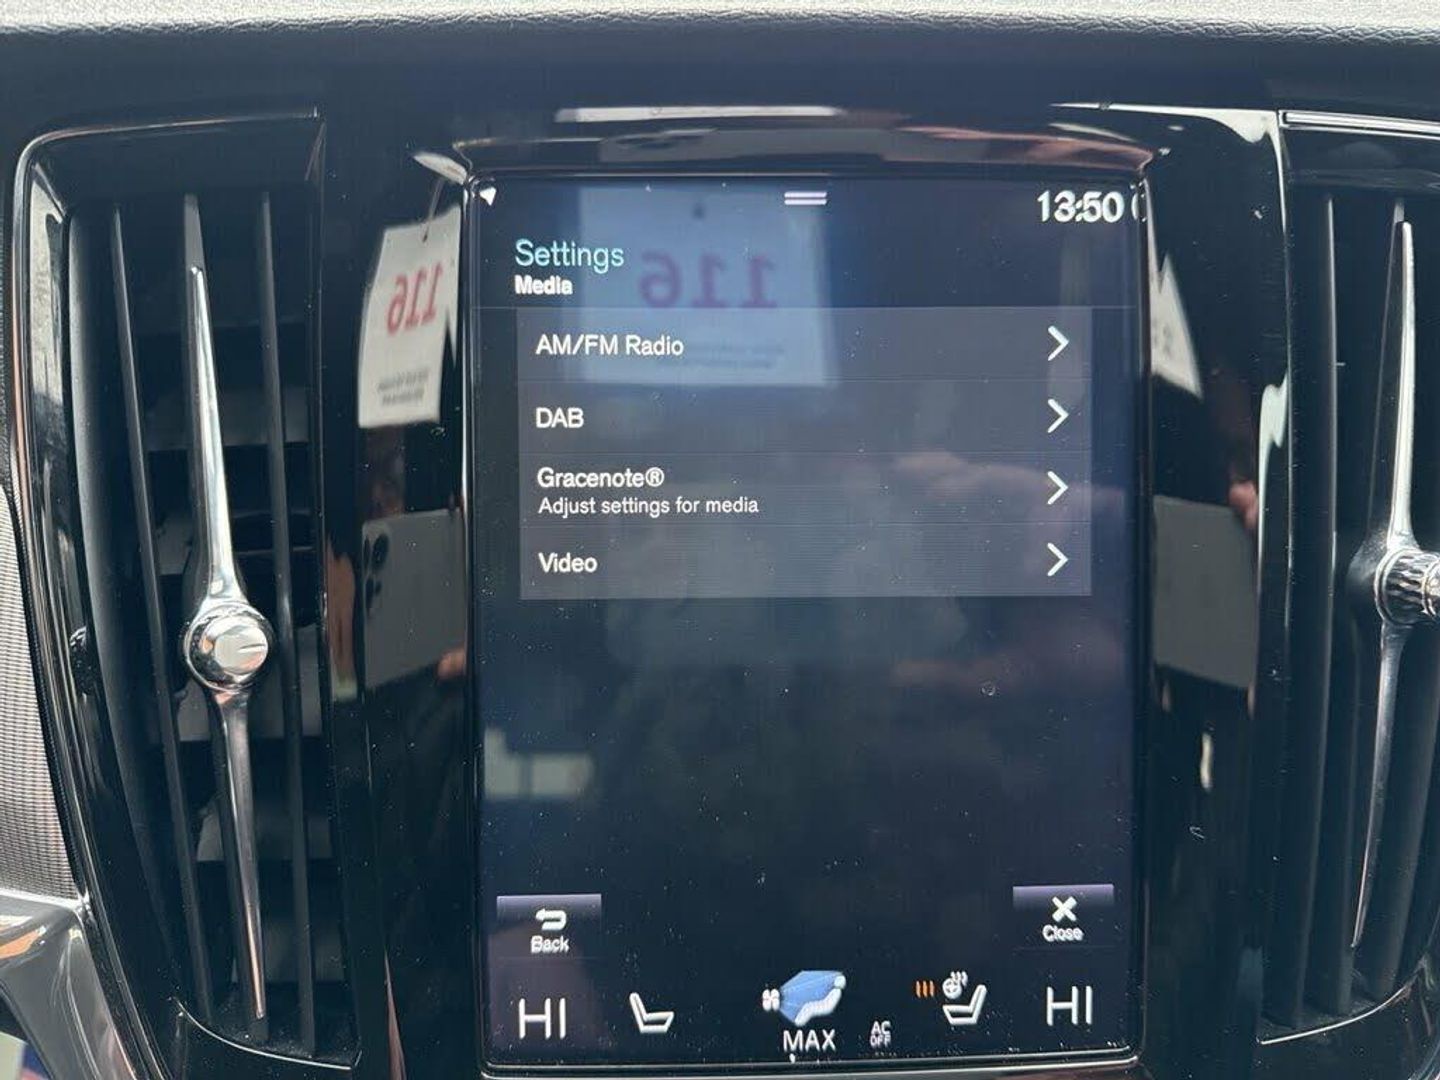 13:50
Settings
116
116
Media
AM/FM Radio
DAB
Gracenote®
Adjust settings for media
Video
Back
Close
HI
MAX
AC
OFF
HI